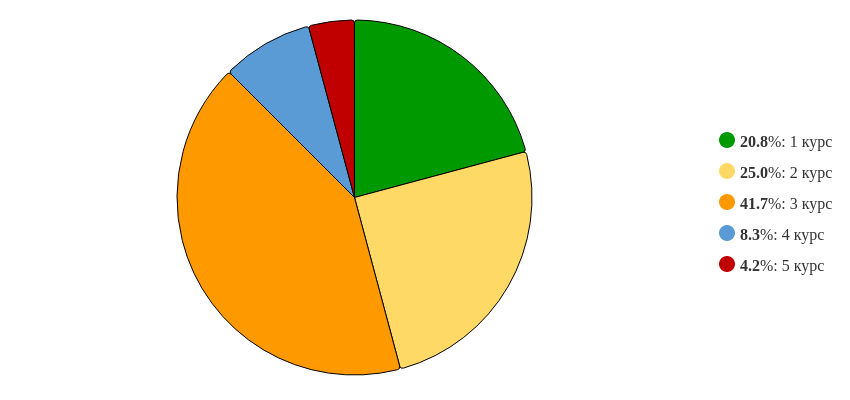 20.8%: 1 курс
25.0%: 2 курс
41.7%: 3 курс
8.3%: 4 курс
4.2%: 5 курс